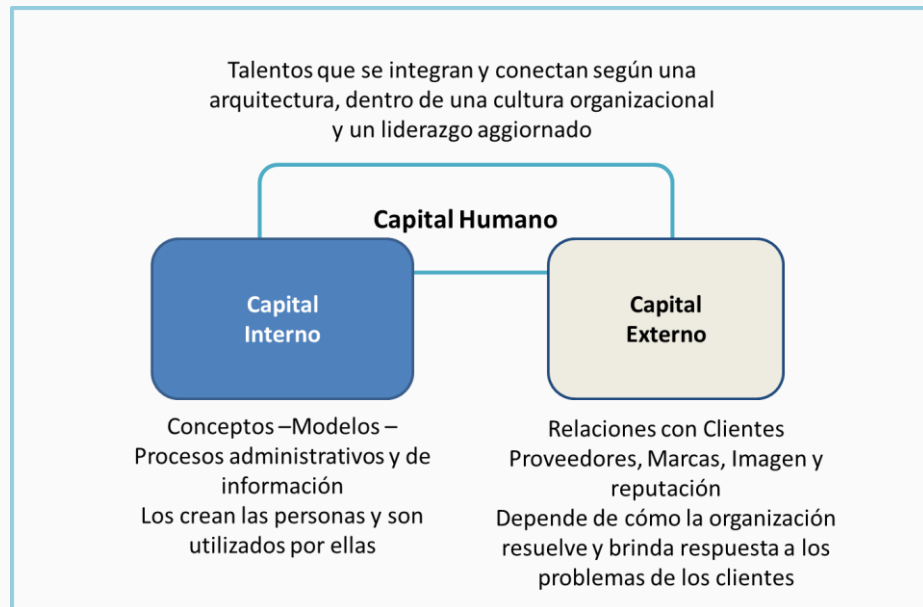 Talentos que se integran y conectan según una
arquitectura, dentro de una cultura organizacional
y un liderazgo aggiornado
Capital Humano
Capital
Interno
Capital
Externo
Conceptos –Modelos –
Procesos administrativos y de
información
Los crean las personas y son
utilizados por ellas
Relaciones con Clientes
Proveedores, Marcas, Imagen y
reputación
Depende de cómo la organización
resuelve y brinda respuesta a los
problemas de los clientes